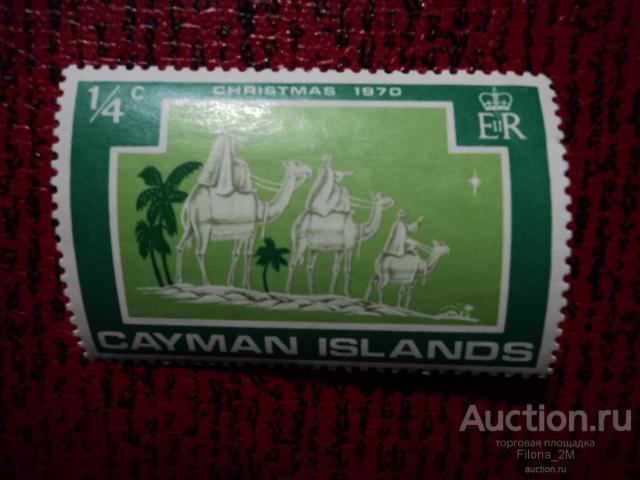 1/4 c
CHRISTMAS 1970
EIIR
CAYMAN ISLANDS
Auction.ru
торговая площадка
Filona_2M
auction.ru